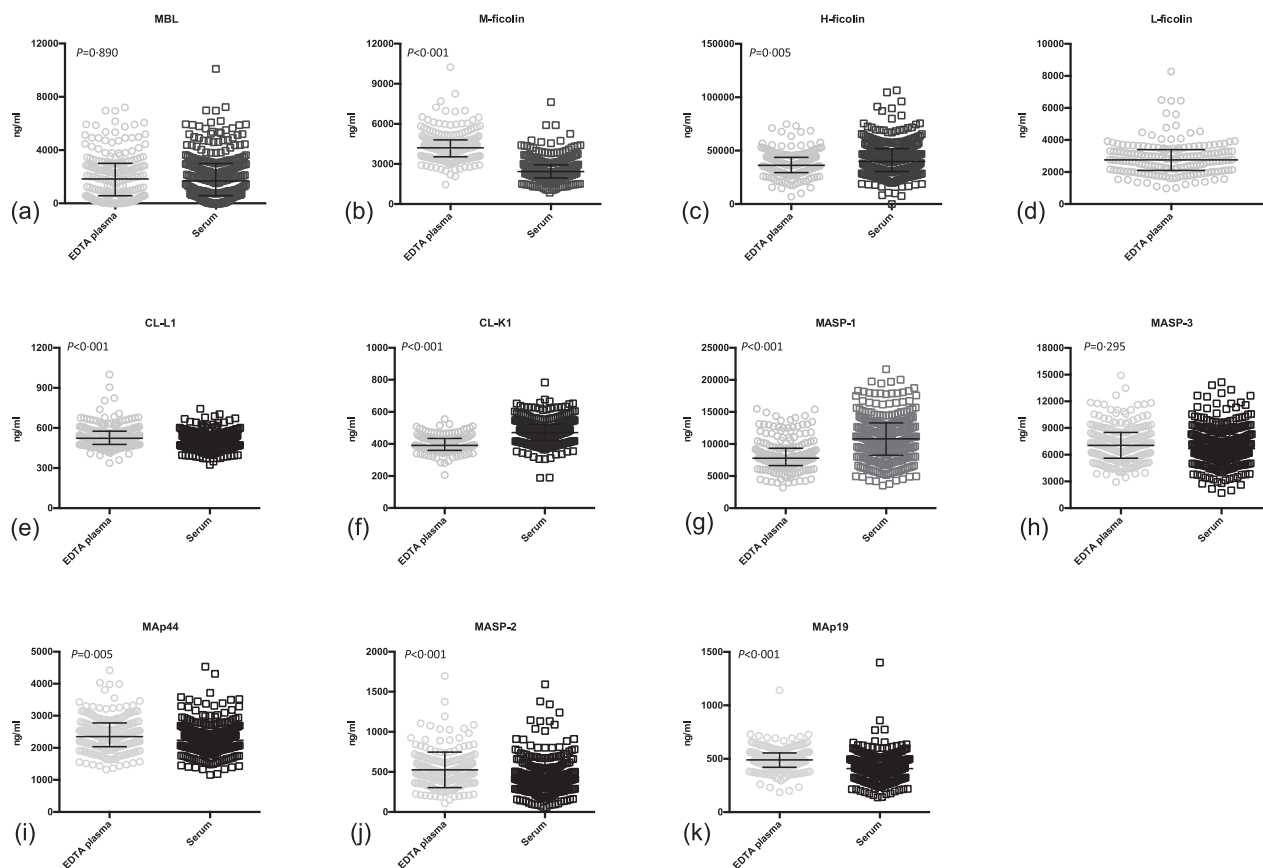 MBL
12000
8000
4000
0
ng/ml
P=0·890
EDTA plasma
Serum
(a)
M-ficolin
12000
9000
6000
3000
0
ng/ml
P<0·001
EDTA plasma
Serum
(b)
H-ficolin
150000
100000
50000
0
ng/ml
P=0·005
EDTA plasma
Serum
(c)
L-ficolin
10000
8000
6000
4000
2000
0
ng/ml
EDTA plasma
(d)
CL-L1
1200
900
600
300
0
ng/ml
P<0·001
EDTA plasma
Serum
(e)
CL-K1
1000
800
600
400
200
0
ng/ml
P<0·001
EDTA plasma
Serum
(f)
MASP-1
25000
20000
15000
10000
5000
0
ng/ml
P<0·001
EDTA plasma
Serum
(g)
MASP-3
18000
15000
12000
9000
6000
3000
0
ng/ml
P=0·295
EDTA plasma
Serum
(h)
MAp44
5000
4000
3000
2000
1000
0
ng/ml
P=0·005
EDTA plasma
Serum
(i)
MASP-2
2000
1500
1000
500
0
ng/ml
P<0·001
EDTA plasma
Serum
(j)
MAp19
1500
1000
500
0
ng/ml
P<0·001
EDTA plasma
Serum
(k)